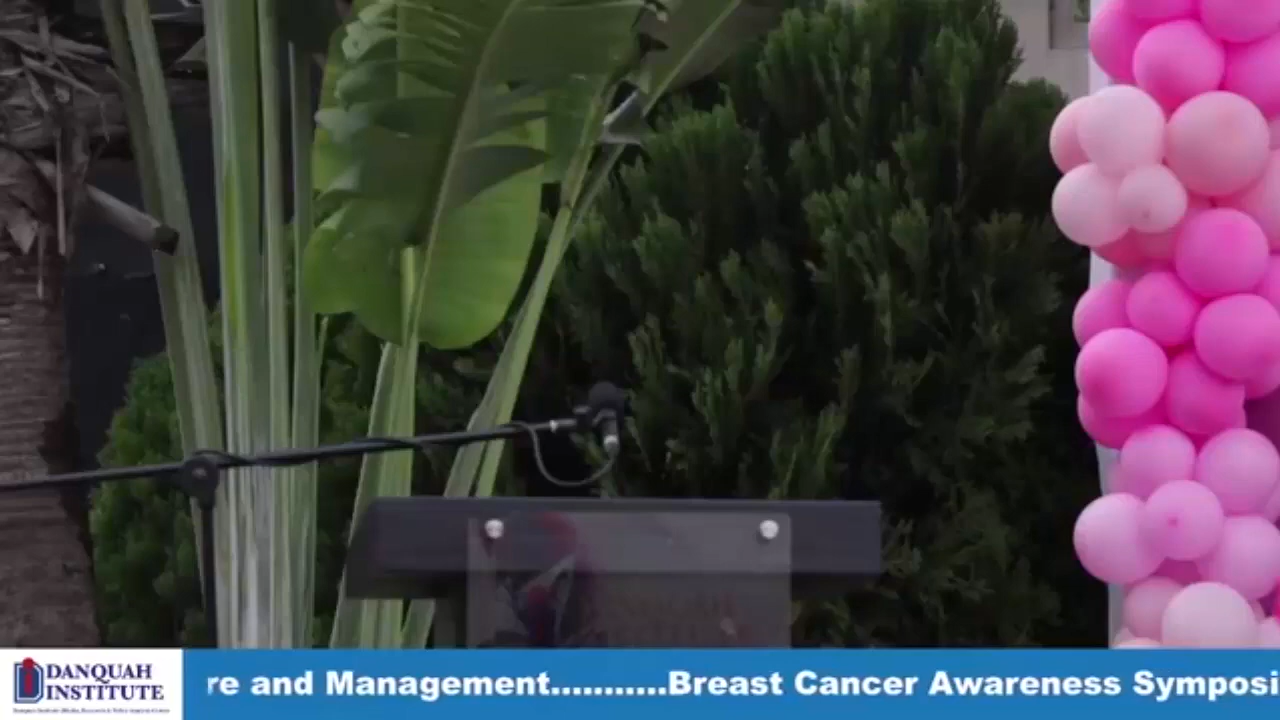 DANQUAH
INSTITUTE
re and Management...........Breast Cancer Awareness Symposi